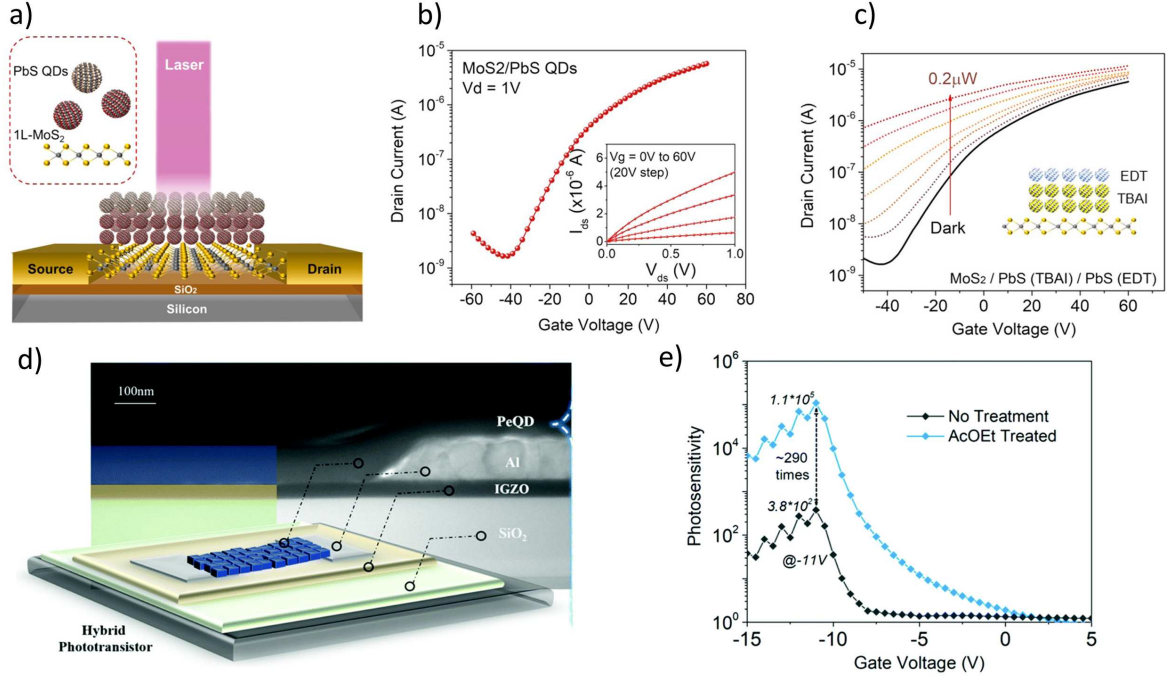 a)
PbS QDs
1L-MoS2
Laser
Source
Drain
SiO2
Silicon
b)
MoS2/PbS QDs
Vd = 1V
Drain Current (A)
10-5
10-6
10-7
10-8
10-9
-60 -40 -20 0 20 40 60 80
Gate Voltage (V)
Vg = 0V to 60V
(20V step)
Ids (x10-6 A)
6
4
2
0
0.0 0.5 1.0
Vds (V)
c)
Drain Current (A)
10-5
10-6
10-7
10-8
10-9
0.2μW
Dark
EDT
TBAI
MoS2 / PbS (TBAI) / PbS (EDT)
-40 -20 0 20 40 60
Gate Voltage (V)
d)
100nm
PeQD
Al
IGZO
SiO2
Hybrid
Phototransistor
e)
Photosensitivity
106
105
104
103
102
101
100
1.1*105
~290
times
3.8*102
@-11V
No Treatment
AcOEt Treated
-15 -10 -5 0 5
Gate Voltage (V)